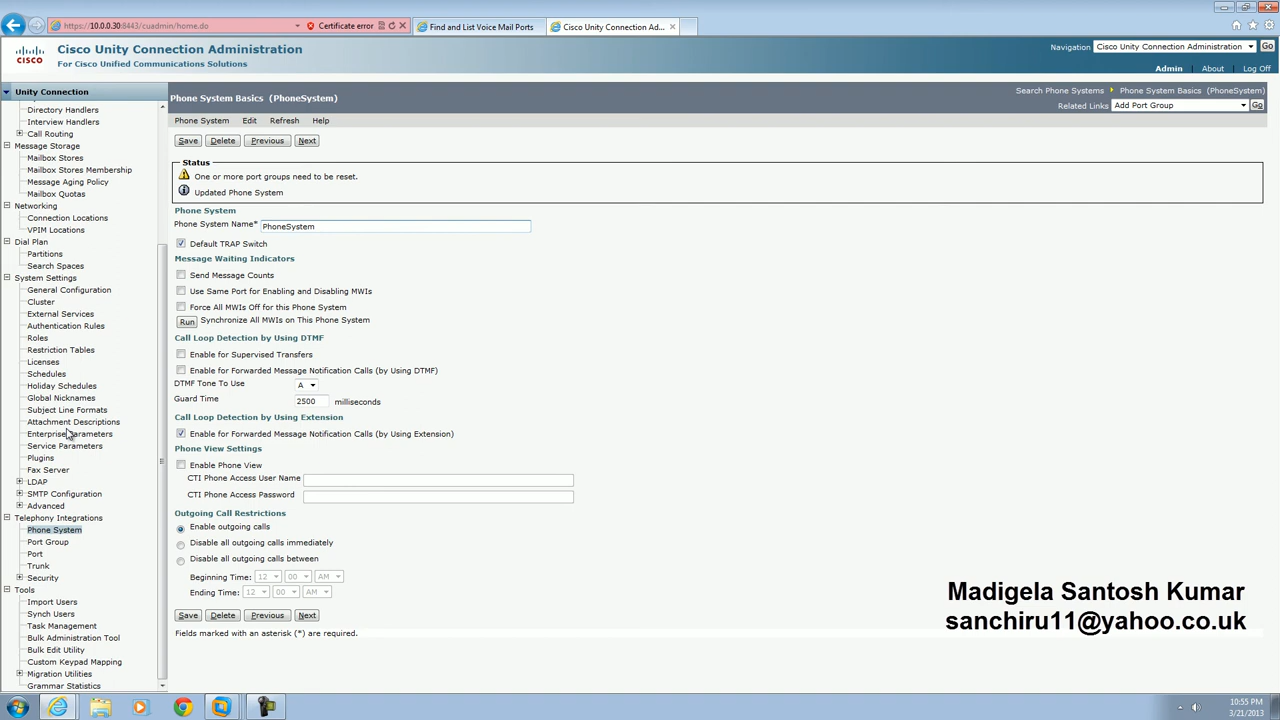 https://10.0.0.30:8443/cuadmin/home.do
Certificate error
Find and List Voice Mail Ports
Cisco Unity Connection Ad...
CISCO
Cisco Unity Connection Administration
For Cisco Unified Communications Solutions
Navigation Cisco Unity Connection Administration Go
Admin About Log Off
Unity Connection
Directory Handlers
Interview Handlers
Call Routing
Message Storage
Mailbox Stores
Mailbox Stores Membership
Message Aging Policy
Mailbox Quotas
Networking
Connection Locations
VPIM Locations
Dial Plan
Partitions
Search Spaces
System Settings
General Configuration
Cluster
External Services
Authentication Rules
Roles
Restriction Tables
Licenses
Schedules
Holiday Schedules
Global Nicknames
Subject Line Formats
Attachment Descriptions
Enterprise Parameters
Service Parameters
Plugins
Fax Server
LDAP
SMTP Configuration
Advanced
Telephony Integrations
Phone System
Port Group
Port
Trunk
Security
Tools
Import Users
Synch Users
Task Management
Bulk Administration Tool
Bulk Edit Utility
Custom Keypad Mapping
Migration Utilities
Grammar Statistics
Phone System Basics (PhoneSystem)
Search Phone Systems Phone System Basics (PhoneSystem)
Related Links Add Port Group Go
Phone System Edit Refresh Help
Save Delete Previous Next
Status
One or more port groups need to be reset.
Updated Phone System
Phone System
Phone System Name* PhoneSystem
Default TRAP Switch
Message Waiting Indicators
Send Message Counts
Use Same Port for Enabling and Disabling MWIs
Force All MWIs Off for this Phone System
Run Synchronize All MWIs on This Phone System
Call Loop Detection by Using DTMF
Enable for Supervised Transfers
Enable for Forwarded Message Notification Calls (by Using DTMF)
DTMF Tone To Use A
Guard Time 2500 milliseconds
Call Loop Detection by Using Extension
Enable for Forwarded Message Notification Calls (by Using Extension)
Phone View Settings
Enable Phone View
CTI Phone Access User Name
CTI Phone Access Password
Outgoing Call Restrictions
Enable outgoing calls
Disable all outgoing calls immediately
Disable all outgoing calls between
Beginning Time: 12 00 AM
Ending Time: 12 00 AM
Save Delete Previous Next
Fields marked with an asterisk (*) are required.
Madigela Santosh Kumar
sanchiru11@yahoo.co.uk
10:55 PM
3/21/2013